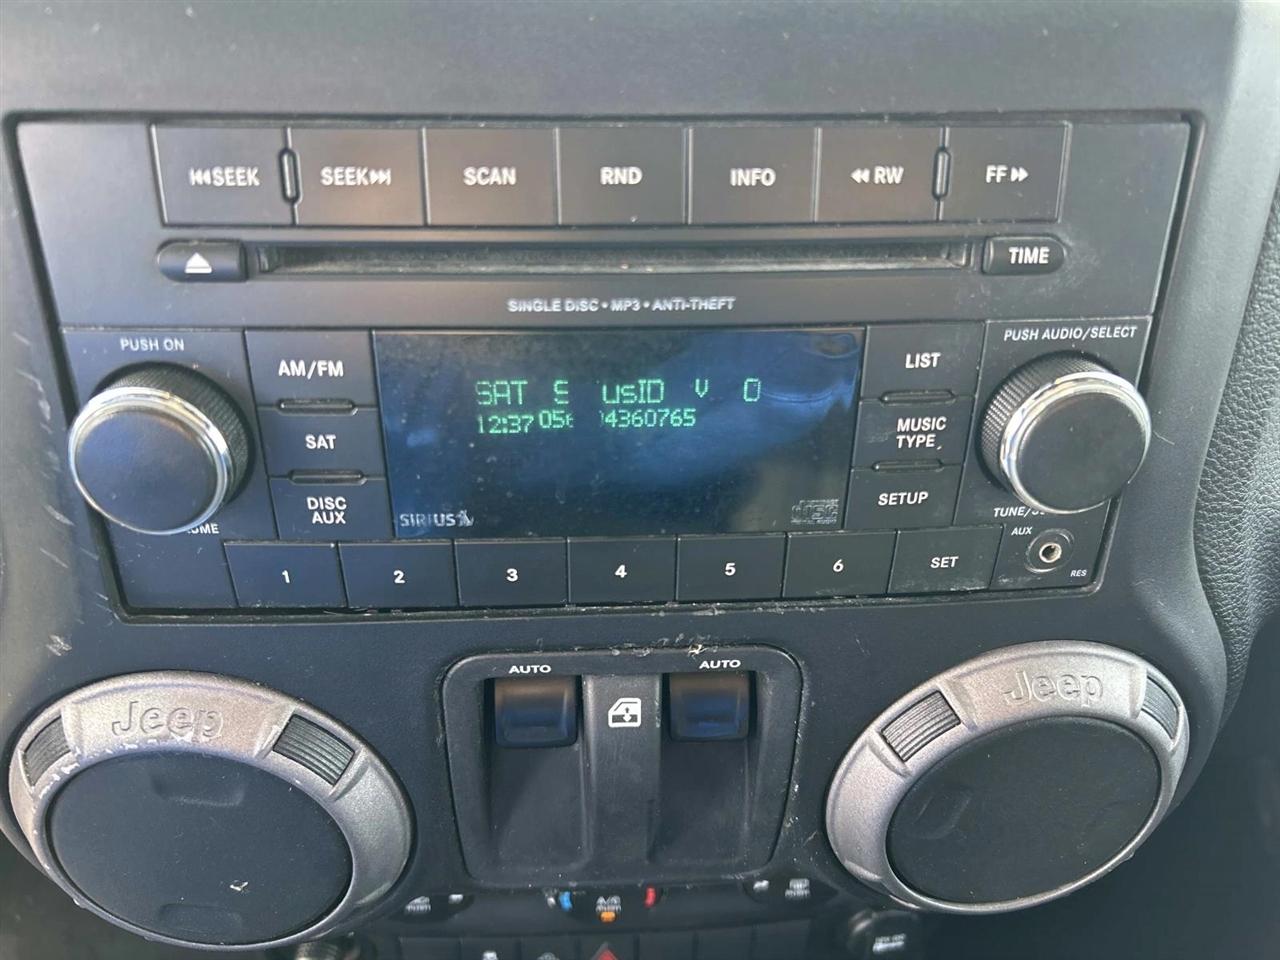 SEEK SEEK SCAN RND INFO RW FF
TIME
SINGLE DISC • MP3 • ANTI-THEFT
PUSH ON
PUSH AUDIO/SELECT
AM/FM
SAT
DISC
AUX
SAT V 0
12:37
SIRIUS
LIST
MUSIC
TYPE
SETUP
AUX
RES
1 2 3 4 5 6 SET
AUTO AUTO
Jeep Jeep
A/C